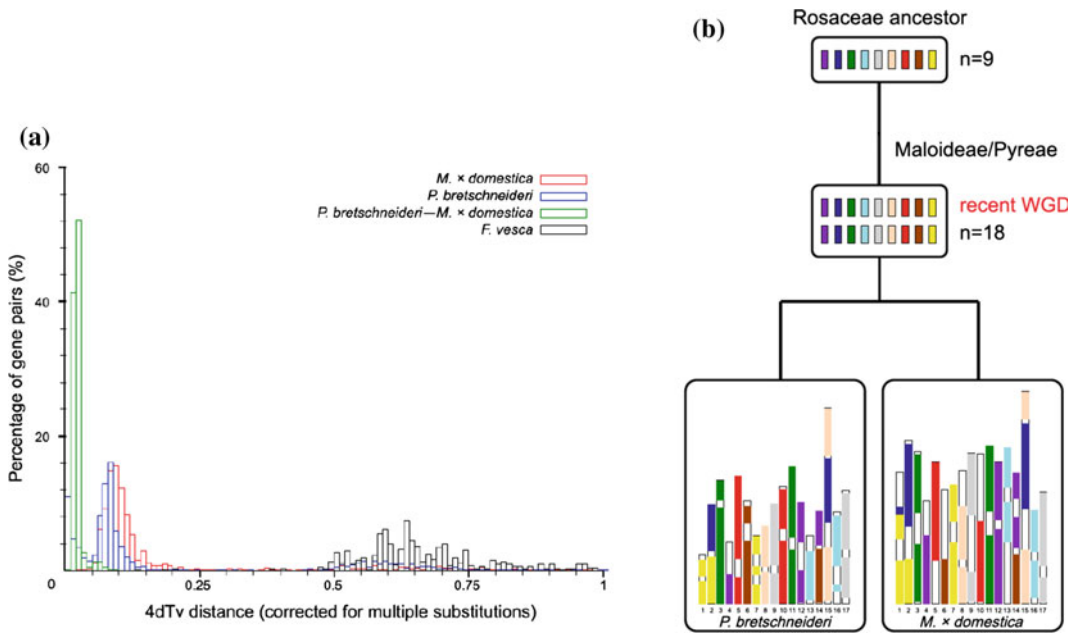 (a)
60
40
20
0
0
0.25
0.5
0.75
1
Percentage of gene pairs (%)
4dTv distance (corrected for multiple substitutions)
M. × domestica
P. bretschneideri
P. bretschneideri—M. × domestica
F. vesca
(b)
Rosaceae ancestor
n=9
Maloideae/Pyreae
recent WGD
n=18
1 2 3 4 5 6 7 8 9 10 11 12 13 14 15 16 17
P. bretschneideri
1 2 3 4 5 6 7 8 9 10 11 12 13 14 15 16 17
M. × domestica